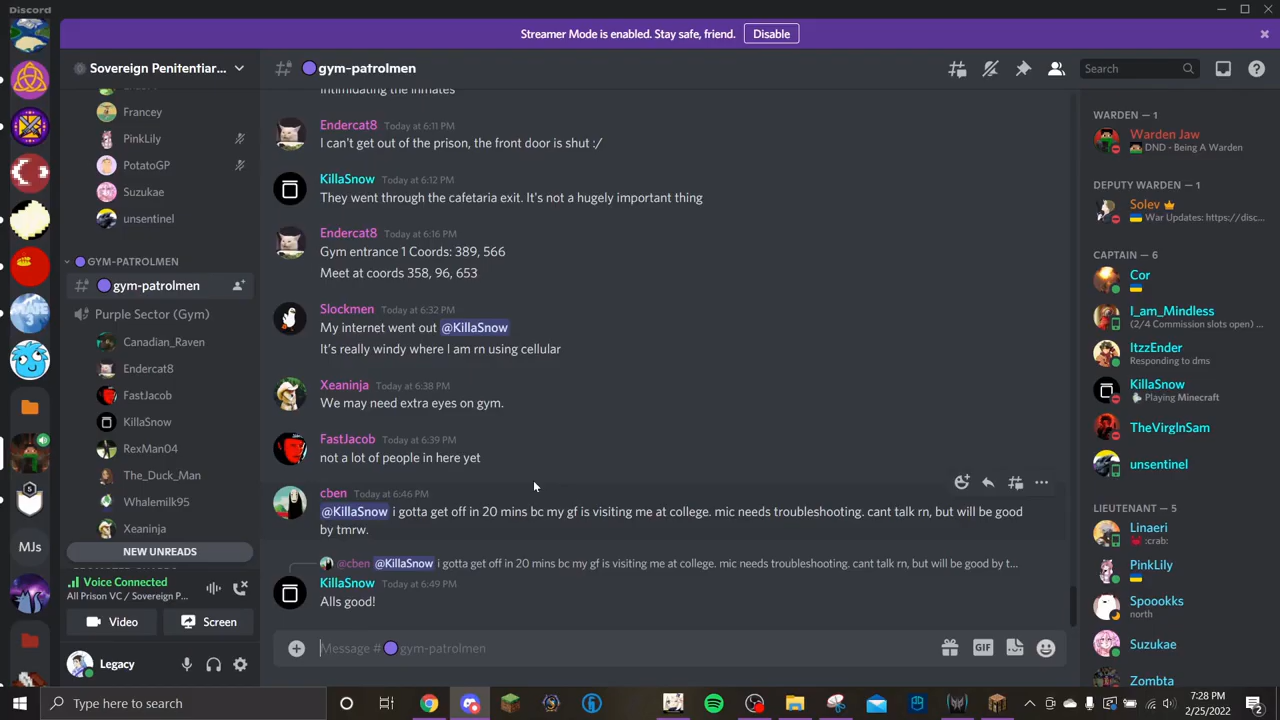 Discord
Streamer Mode is enabled. Stay safe, friend.
Disable
Sovereign Penitentiar...
Francey
PinkLily
PotatoGP
Suzukae
unsentinel
GYM-PATROLMEN
gym-patrolmen
Purple Sector (Gym)
Canadian_Raven
Endercat8
FastJacob
KillaSnow
RexMan04
The_Duck_Man
Whalemilk95
Xeaninja
NEW UNREADS
Voice Connected
All Prison VC / Sovereign P...
Video
Screen
Legacy
5
MJs
gym-patrolmen
Search
intimidating the inmates
Endercat8 Today at 6:11 PM
I can't get out of the prison, the front door is shut :/
KillaSnow Today at 6:12 PM
They went through the cafetaria exit. It's not a hugely important thing
Endercat8 Today at 6:16 PM
Gym entrance 1 Coords: 389, 566
Meet at coords 358, 96, 653
Slockmen Today at 6:32 PM
My internet went out @KillaSnow
It's really windy where I am rn using cellular
Xeaninja Today at 6:38 PM
We may need extra eyes on gym.
FastJacob Today at 6:39 PM
not a lot of people in here yet
cben Today at 6:46 PM
@KillaSnow i gotta get off in 20 mins bc my gf is visiting me at college. mic needs troubleshooting. cant talk rn, but will be good
by tmrw.
@cben @KillaSnow i gotta get off in 20 mins bc my gf is visiting me at college. mic needs troubleshooting. cant talk rn, but will be good by t...
KillaSnow Today at 6:49 PM
Alls good!
Message # gym-patrolmen
GIF
WARDEN — 1
Warden Jaw
DND - Being A Warden
DEPUTY WARDEN — 1
Solev
War Updates: https://disc...
CAPTAIN — 6
Cor
I_am_Mindless
(2/4 Commission slots open) ...
ItzzEnder
Responding to dms
KillaSnow
Playing Minecraft
TheVirglnSam
unsentinel
LIEUTENANT — 5
Linaeri
:crab:
PinkLily
Spoookks
north
Suzukae
Zombta
Type here to search
7:28 PM
2/25/2022
2